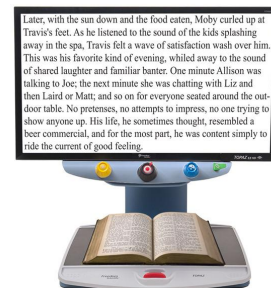 Later, with the sun down and the food eaten, Moby curled up at
Travis's feet. As he listened to the sound of the kids splashing
away in the spa, Travis felt a wave of satisfaction wash over him.
This was his favorite kind of evening, whiled away to the sound
of shared laughter and familiar banter. One minute Allison was
talking to Joe; the next minute she was chatting with Liz and
then Laird or Matt; and so on for everyone seated around the out-
door table. No pretenses, no attempts to impress, no one trying to
show anyone up. His life, he sometimes thought, resembled a
beer commercial, and for the most part, he was content simply to
ride the current of good feeling.
TOPAZ